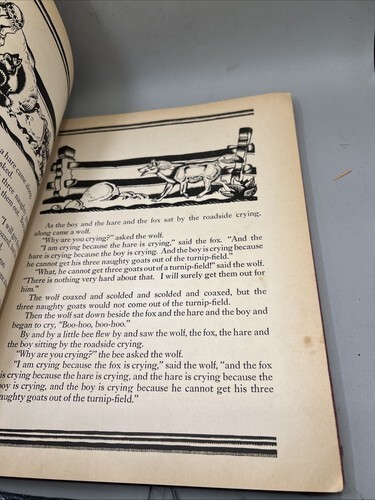 a hare came
asked.
three
them
"I will
As the boy and the hare and the fox sat by the roadside crying,
along came a wolf.
"Why are you crying?" asked the wolf.
"I am crying because the hare is crying," said the fox. "And the
hare is crying because the boy is crying. And the boy is crying because
he cannot get his three naughty goats out of the turnip-field."
"What, he cannot get three goats out of a turnip-field!" said the wolf.
"There is nothing very hard about that. I will surely get them out for
him."
The wolf coaxed and scolded and scolded and coaxed, but the
three naughty goats would not come out of the turnip-field.
Then the wolf sat down beside the fox and the hare and the boy and
began to cry, "Boo-hoo, boo-hoo."
By and by a little bee flew by and saw the wolf, the fox, the hare and
the boy sitting by the roadside crying.
"Why are you crying?" the bee asked the wolf.
"I am crying because the fox is crying," said the wolf, "and the fox
is crying because the hare is crying, and the hare is crying because the
boy is crying, and the boy is crying because he cannot get his three
naughty goats out of the turnip-field."